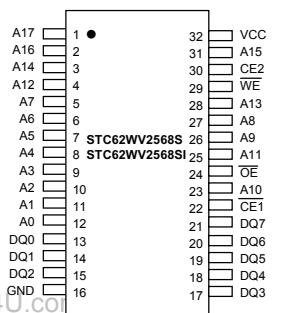 A17 1 32 VCC
A16 2 31 A15
A14 3 30 CE2
A12 4 29 WE
A7 5 28 A13
A6 6 27 A8
A5 7 STC62WV2568S 26 A9
A4 8 STC62WV2568SI 25 A11
A3 9 24 OE
A2 10 23 A10
A1 11 22 CE1
A0 12 21 DQ7
DQ0 13 20 DQ6
DQ1 14 19 DQ5
DQ2 15 18 DQ4
GND 16 17 DQ3
4U.com